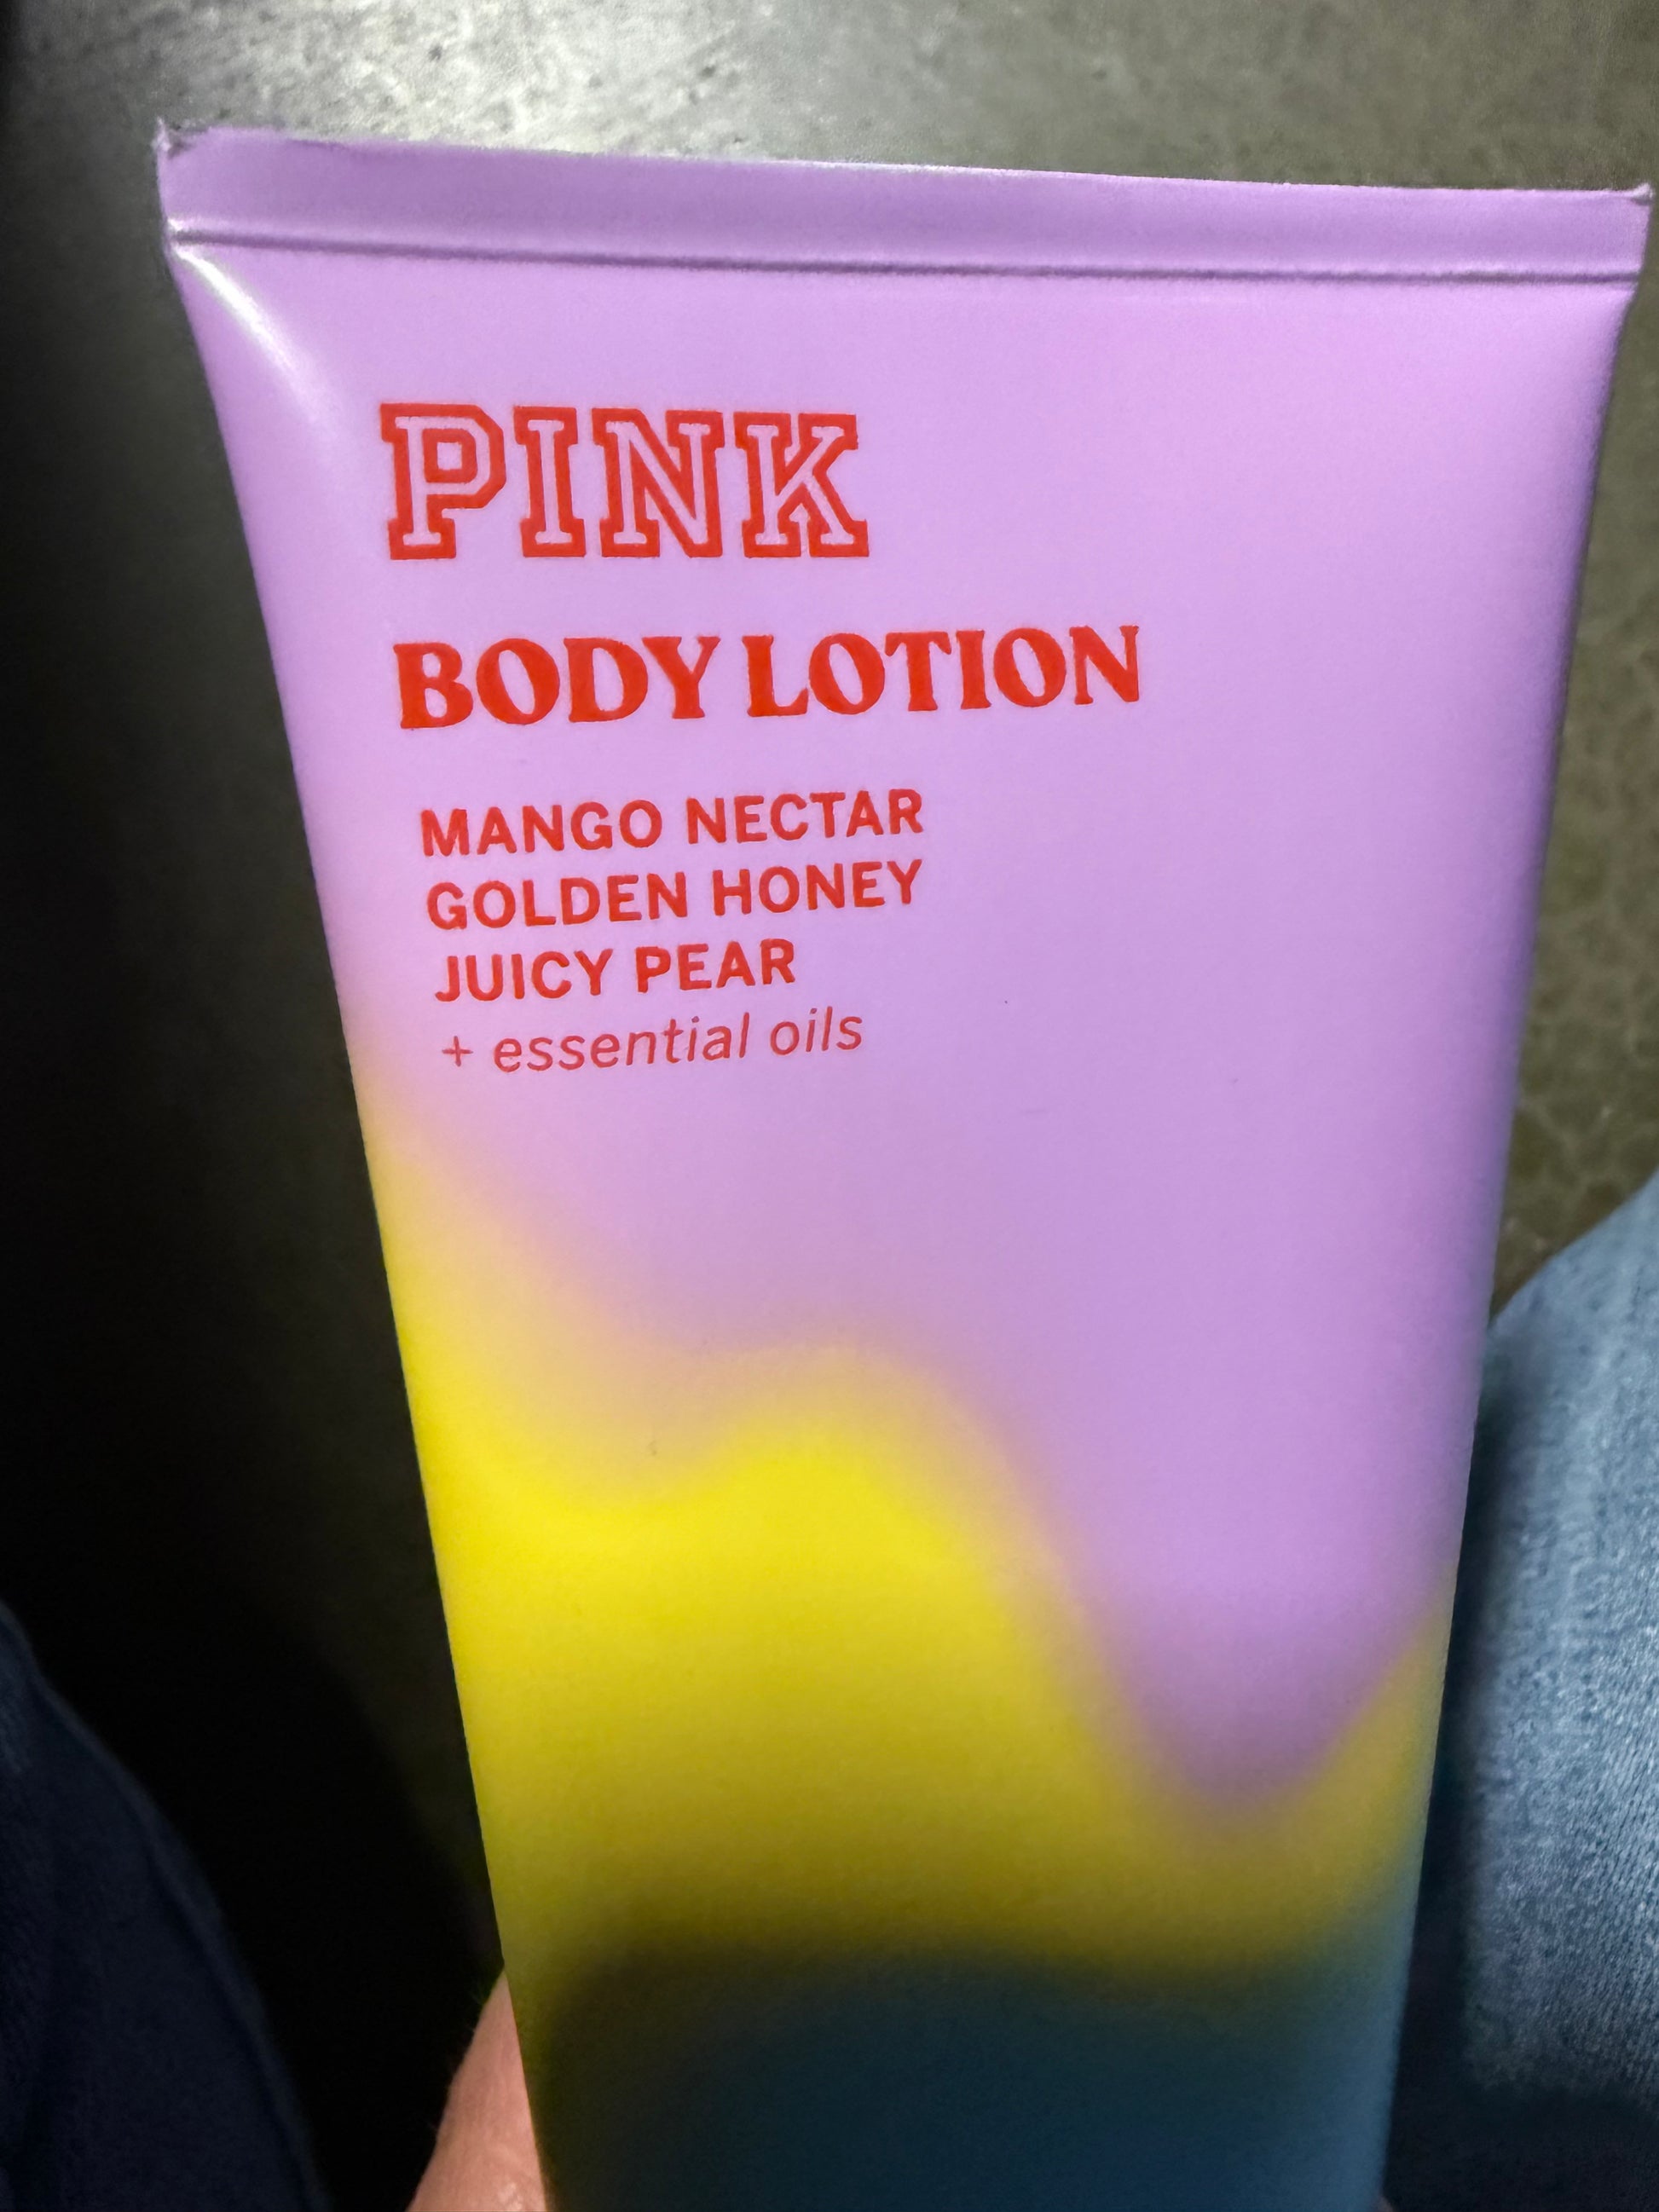 PINK
BODY LOTION
MANGO NECTAR
GOLDEN HONEY
JUICY PEAR
+ essential oils